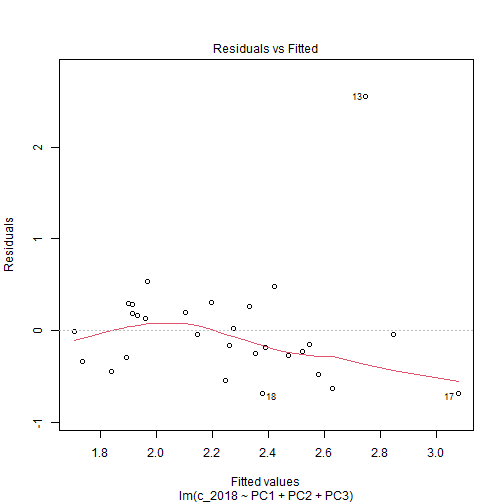 Residuals vs Fitted
Residuals
2
1
0
-1
13
18
17
1.8 2.0 2.2 2.4 2.6 2.8 3.0
Fitted values
lm(c_2018 ~ PC1 + PC2 + PC3)